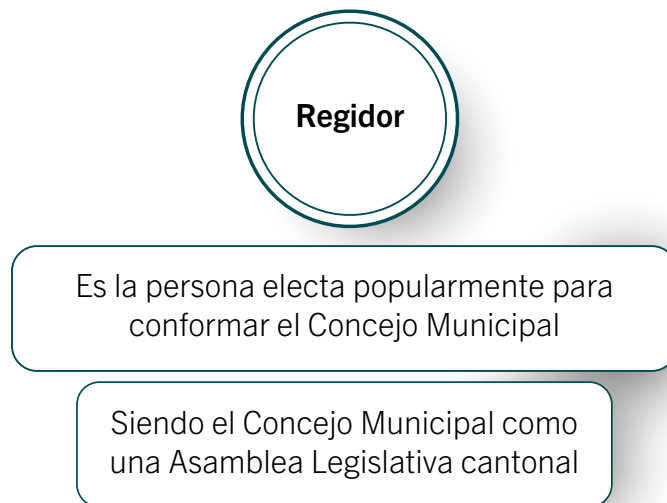 Regidor
Es la persona electa popularmente para
conformar el Concejo Municipal
Siendo el Concejo Municipal como
una Asamblea Legislativa cantonal